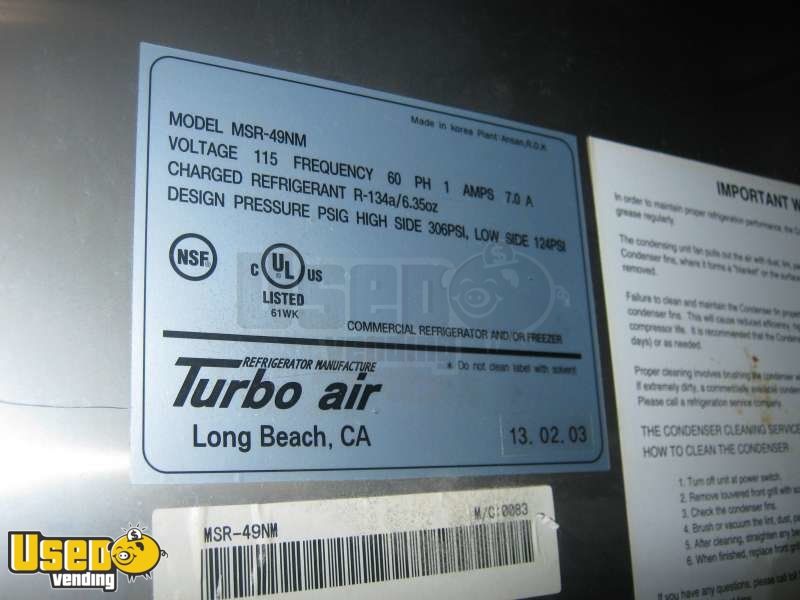 Made in korea Plant:Ansan,R.O.K
MODEL MSR-49NM
VOLTAGE 115 FREQUENCY 60 PH 1 AMPS 7.0 A
CHARGED REFRIGERANT R-134a/6.35oz
DESIGN PRESSURE PSIG HIGH SIDE 306PSI, LOW SIDE 124PSI
NSF
C UL US
LISTED
61WK
COMMERCIAL REFRIGERATOR AND/OR FREEZER
REFRIGERATOR MANUFACTURE
* Do not clean label with solvent
Turbo air
Long Beach, CA
13. 02. 03
USED
vending
MSR-49NM
M/C:0083
IMPORTANT
In order to maintain proper refrigeration performance, the
grease regularly.
The condensing unit fan pulls out the air with dust, lint,
Condenser fins, where it forms a "blanket" on the surface
removed.
Failure to clean and maintain the Condenser fin
condenser fins. This will cause reduced efficiency,
compressor life. It is recommended that the
days) or as needed.
Proper cleaning involves brushing the condenser
If extremely dirty, a commercially available
Please call a refrigeration service company.
THE CONDENSER CLEANING SERVICE
HOW TO CLEAN THE CONDENSER
1. Turn off unit at power switch.
2. Remove louvered front grill with
3. Check the condenser fins.
4. Brush or vacuum the lint, dust,
5. After cleaning, straighten any
6. When finished, replace front
If you have any questions, please call
USED
vending